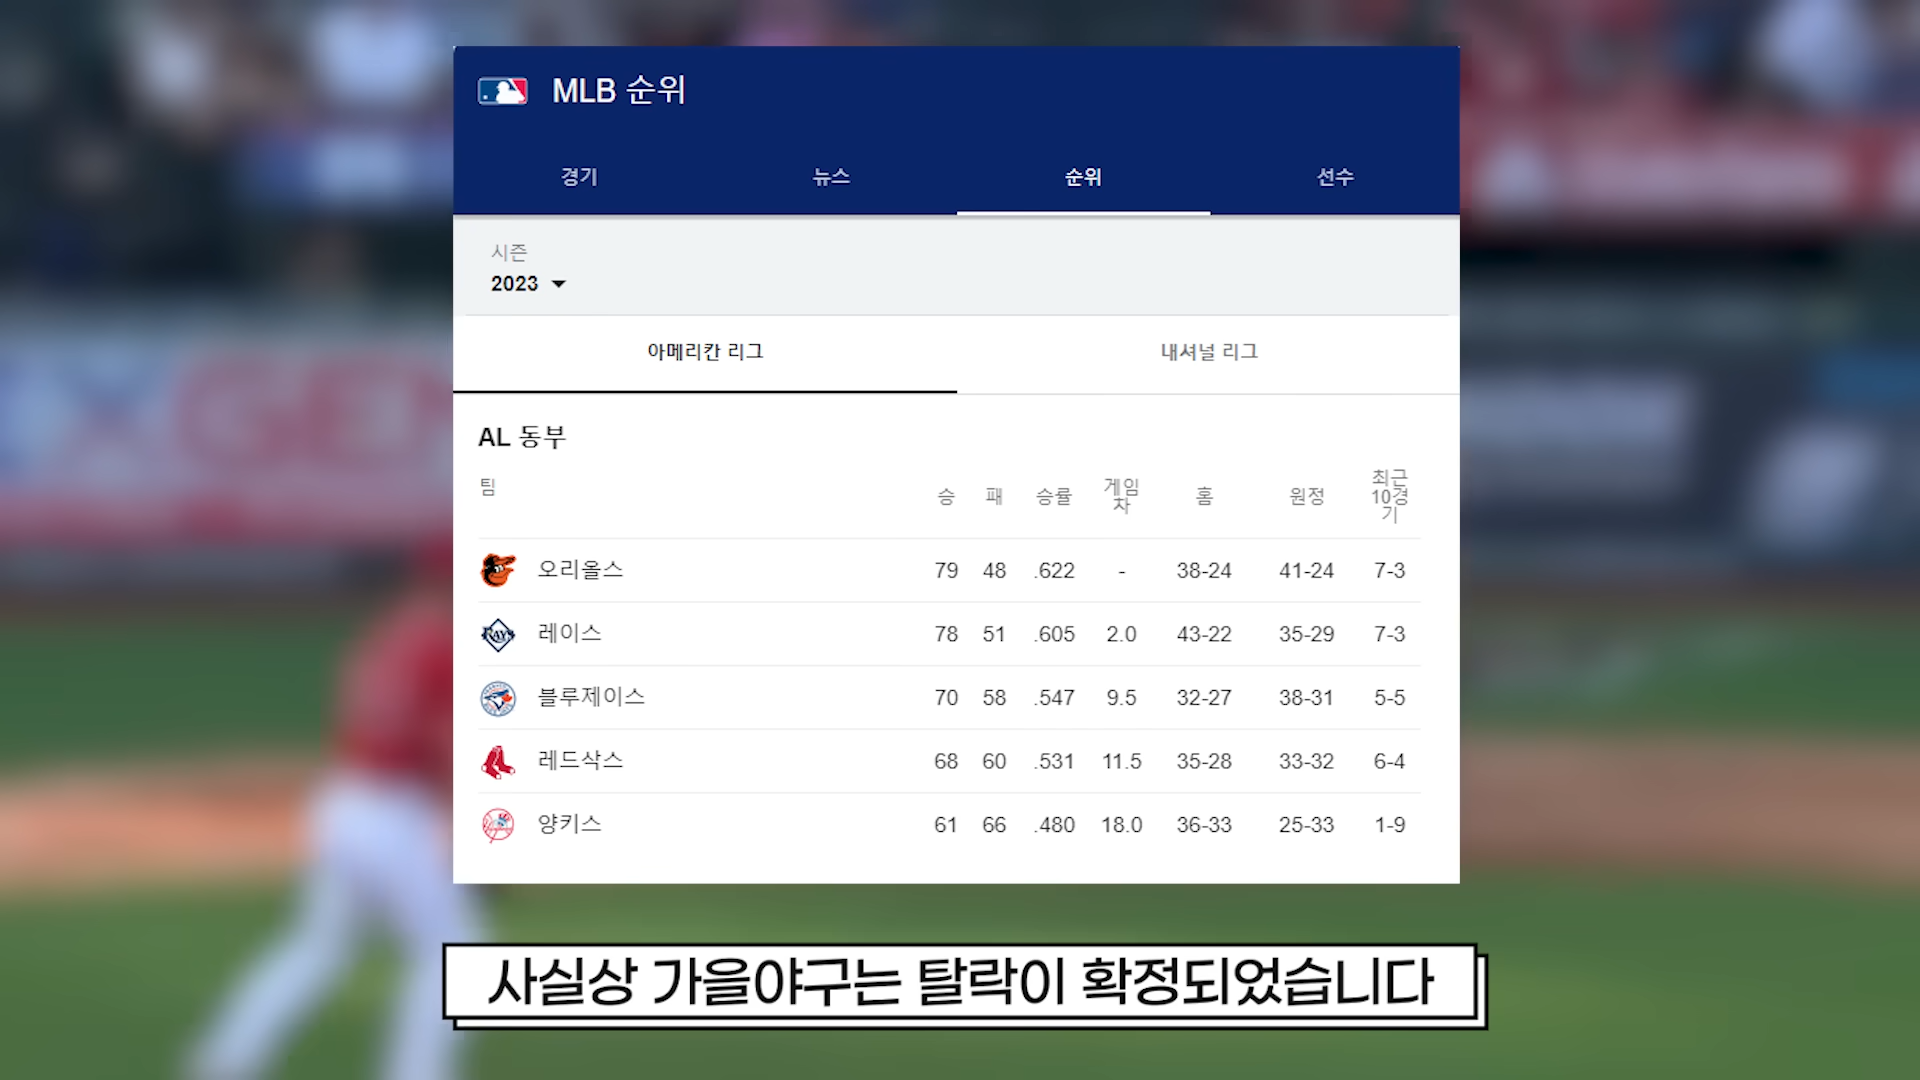 MLB 순위
경기 뉴스 순위 선수
시즌
2023
아메리칸 리그 내셔널 리그
AL 동부
팀 승 패 승률 게임차 홈 원정 최근 10경기
오리올스 79 48 .622 - 38-24 41-24 7-3
레이스 78 51 .605 2.0 43-22 35-29 7-3
블루제이스 70 58 .547 9.5 32-27 38-31 5-5
레드삭스 68 60 .531 11.5 35-28 33-32 6-4
양키스 61 66 .480 18.0 36-33 25-33 1-9
사실상 가을야구는 탈락이 확정되었습니다